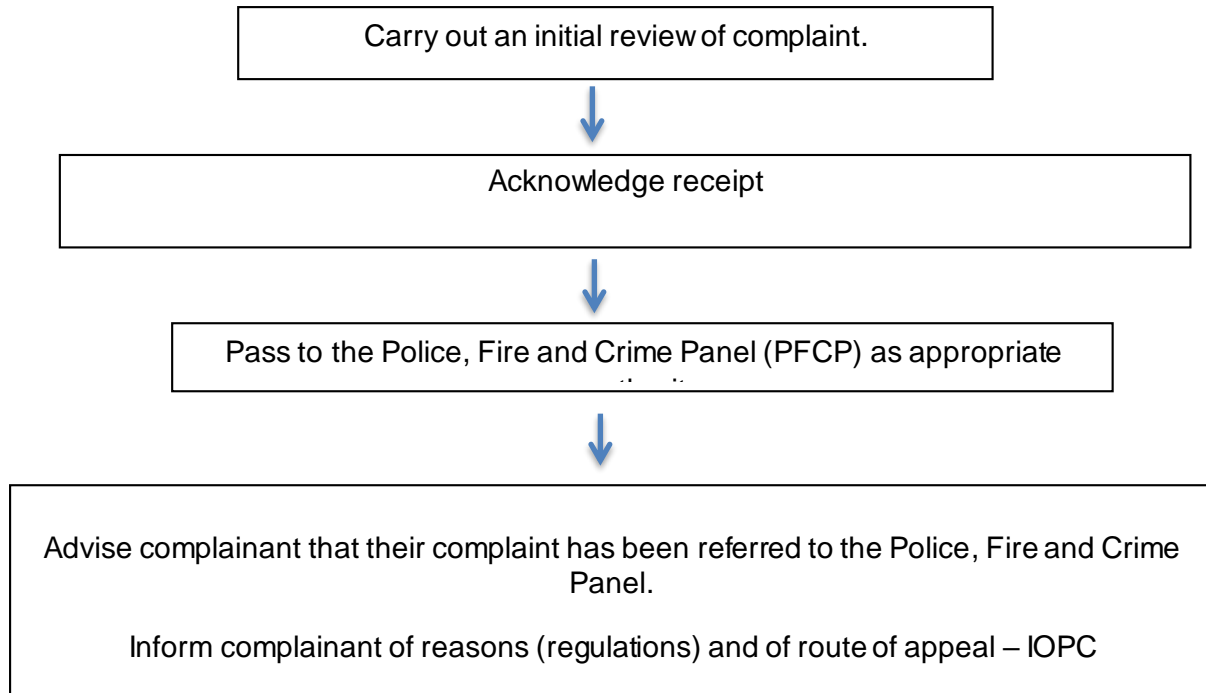 Carry out an initial review of complaint.
Acknowledge receipt
Pass to the Police, Fire and Crime Panel (PFCP) as appropriate
Advise complainant that their complaint has been referred to the Police, Fire and Crime
Panel.
Inform complainant of reasons (regulations) and of route of appeal – IOPC